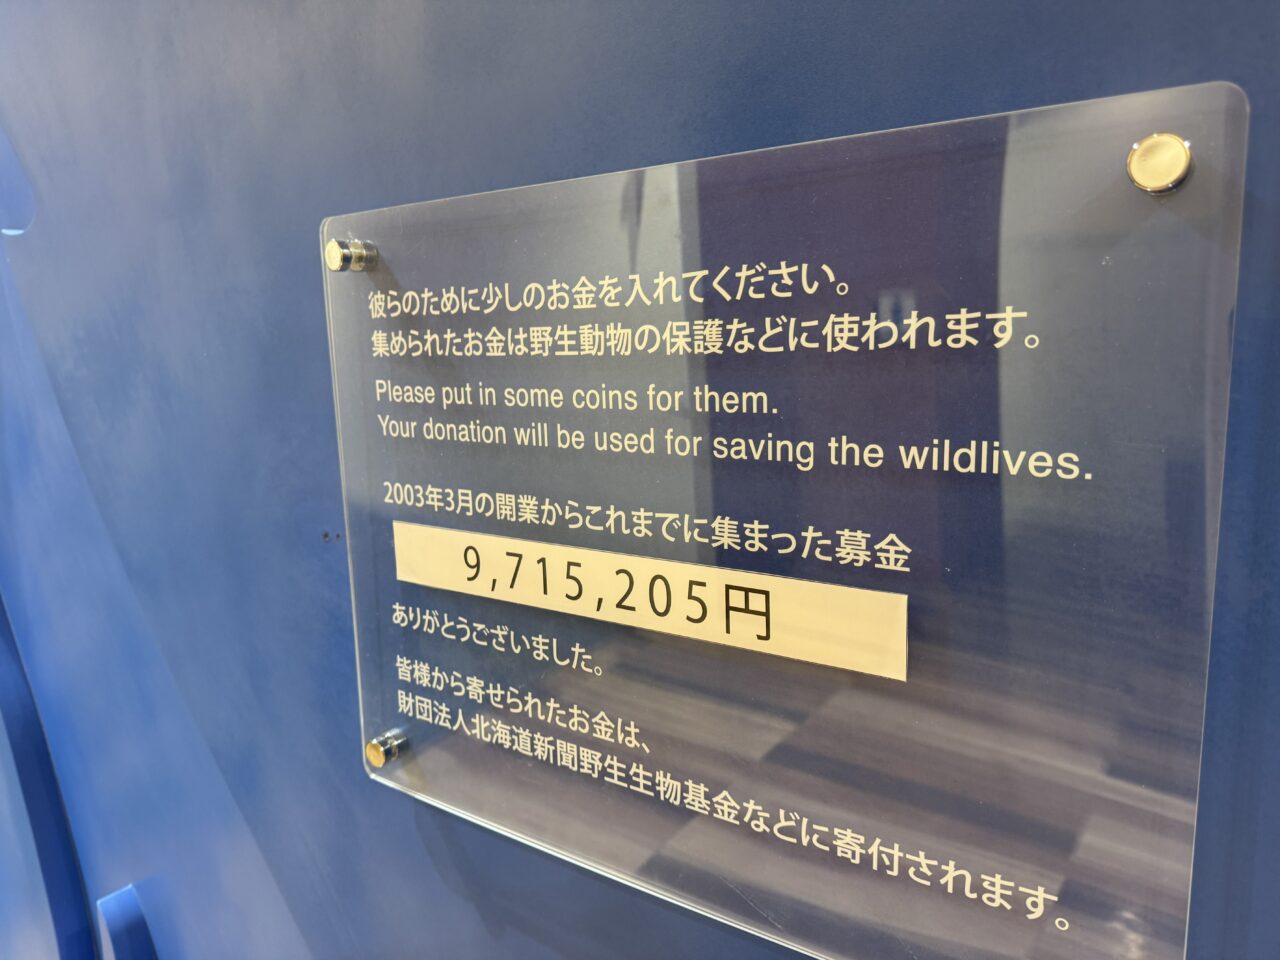 彼らのために少しのお金を入れてください。
集められたお金は野生動物の保護などに使われます。
Please put in some coins for them.
Your donation will be used for saving the wildlives.
2003年3月の開業からこれまでに集まった募金
9,715,205円
ありがとうございました。
皆様から寄せられたお金は、
財団法人北海道新聞野生生物基金などに寄付されます。